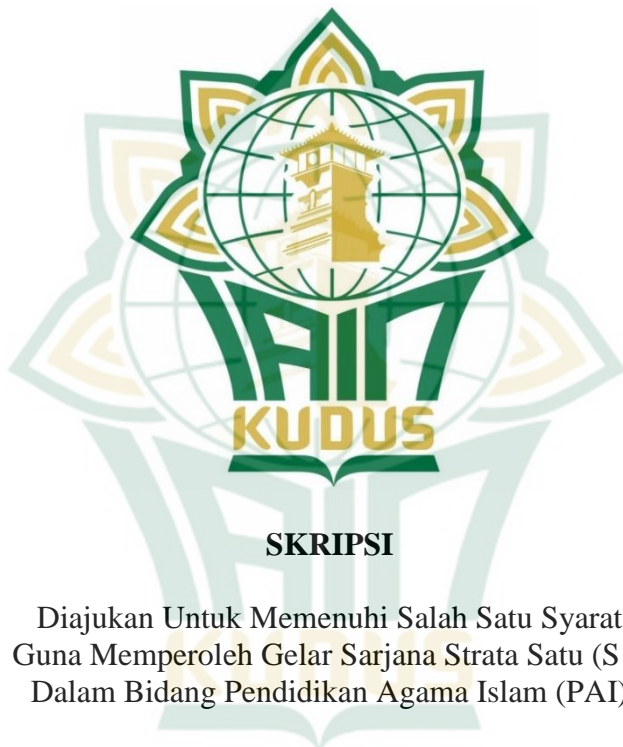 IAIN
KUDUS
SKRIPSI
Diajukan Untuk Memenuhi Salah Satu Syarat
Guna Memperoleh Gelar Sarjana Strata Satu (S
Dalam Bidang Pendidikan Agama Islam (PAI)